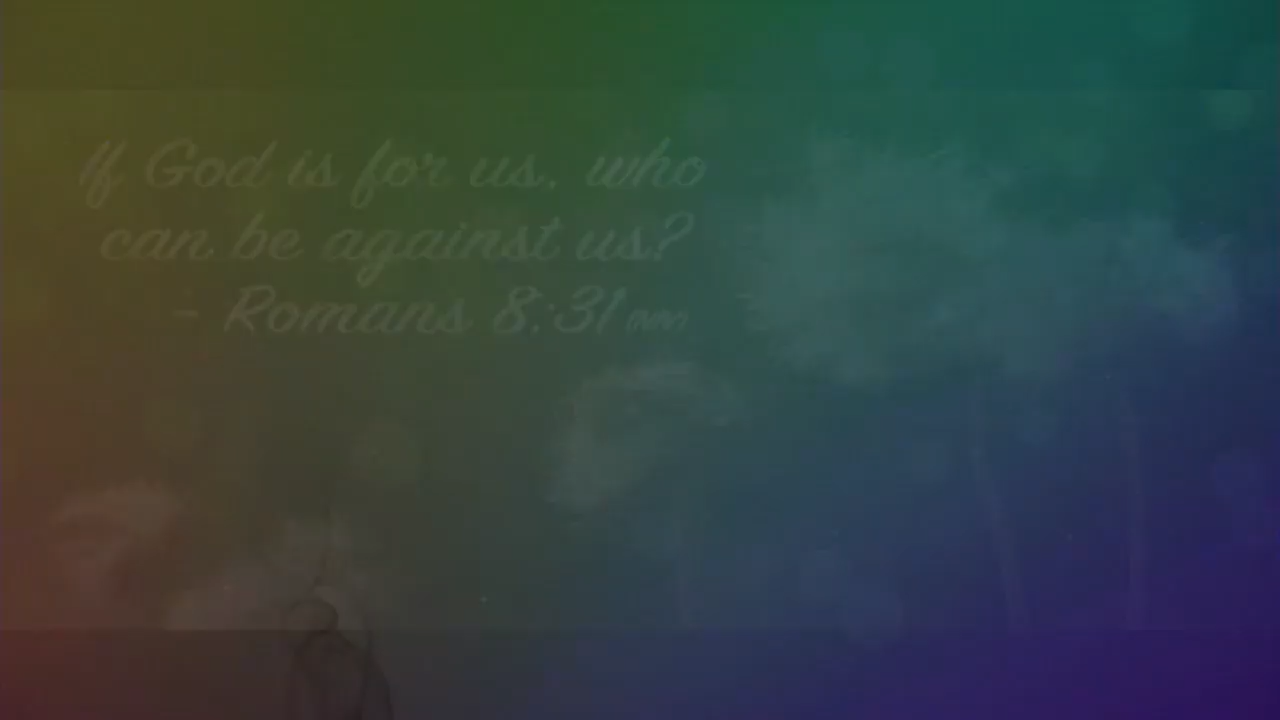 If God is for us, who
can be against us?
- Romans 8:31